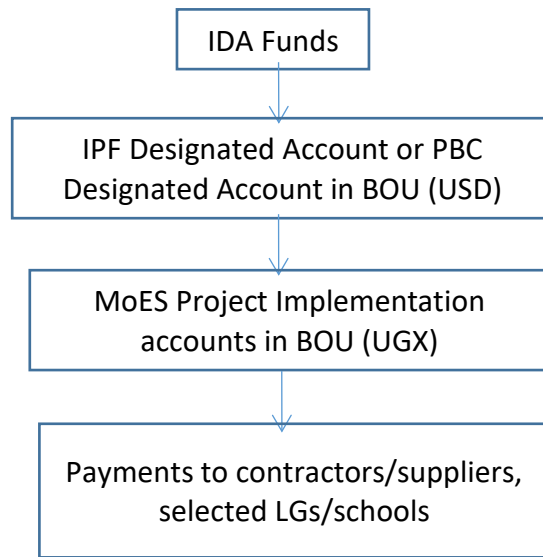 IDA Funds
IPF Designated Account or PBC
Designated Account in BOU (USD)
MoES Project Implementation
accounts in BOU (UGX)
Payments to contractors/suppliers,
selected LGs/schools